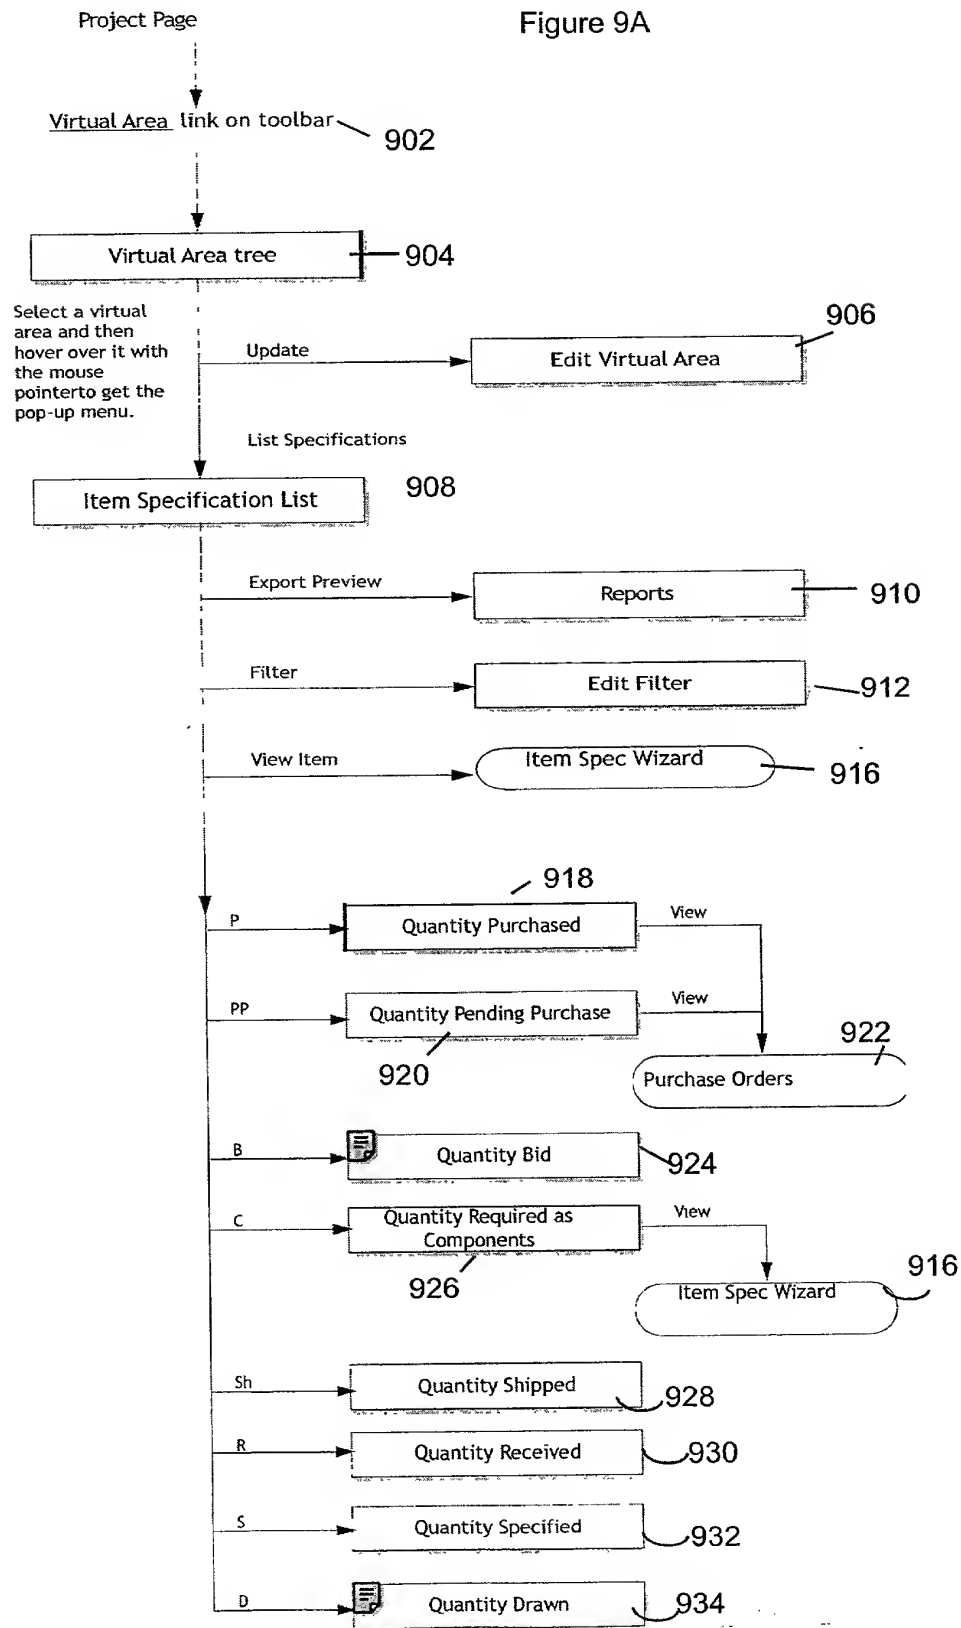 Project Page
Figure 9A
Virtual Area link on toolbar
902
Virtual Area tree
904
Select a virtual
area and then
hover over it with
the mouse
pointerto get the
pop-up menu.
906
Update
Edit Virtual Area
List Specifications
Item Specification List
908
Export Preview
Reports
910
Filter
Edit Filter
912
View Item
Item Spec Wizard
916
918
P
Quantity Purchased
View
PP
Quantity Pending Purchase
View
920
922
Purchase Orders
B
Quantity Bid
924
C
Quantity Required as
Components
View
926
916
Item Spec Wizard
Sh
Quantity Shipped
928
R
Quantity Received
930
S
Quantity Specified
932
D
Quantity Drawn
934